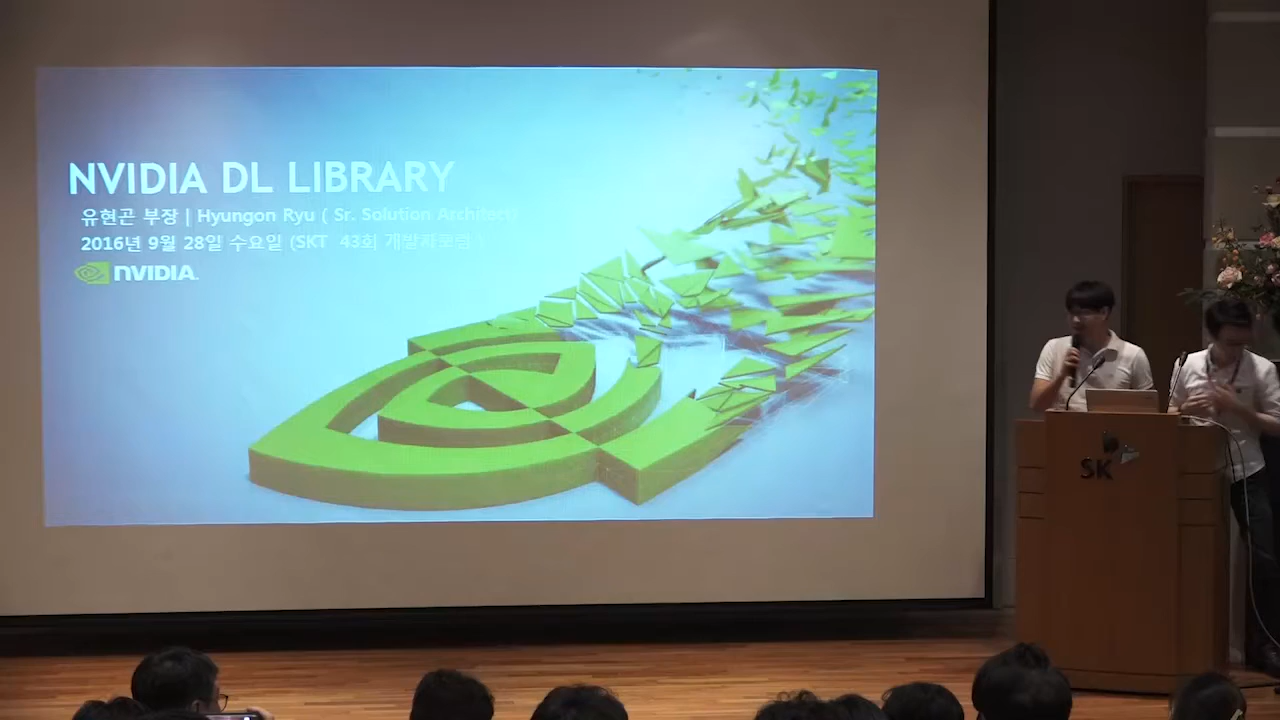 NVIDIA DL LIBRARY
유현곤 부장 | Hyungon Ryu ( Sr. Solution Architect)
2016년 9월 28일 수요일 (SKT 43회 개발자포럼 )
NVIDIA
SK